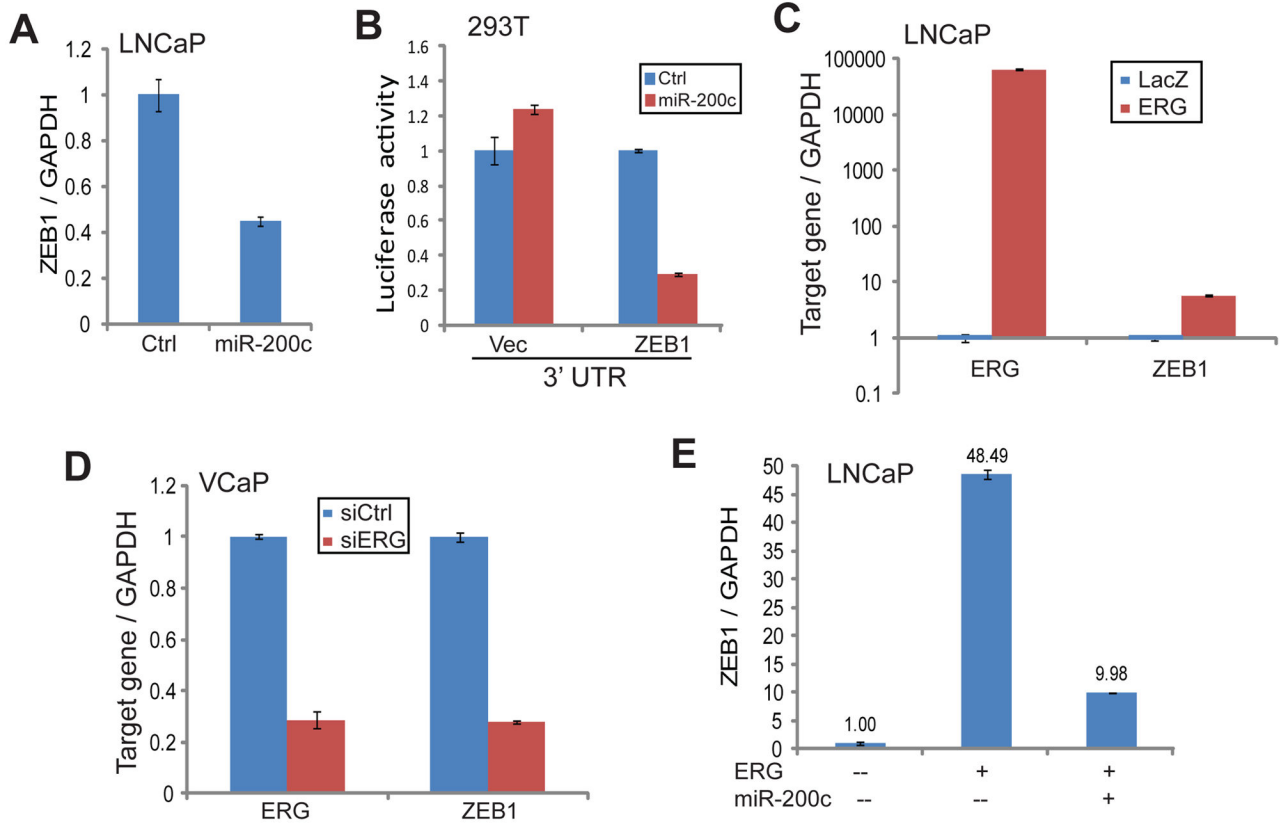 A
LNCaP
ZEB1 / GAPDH
1.2
1
0.8
0.6
0.4
0.2
0
Ctrl
miR-200c
B
293T
Luciferase activity
1.6
1.4
1.2
1
0.8
0.6
0.4
0.2
0
Ctrl
miR-200c
Vec
ZEB1
3' UTR
C
LNCaP
Target gene / GAPDH
100000
10000
1000
100
10
1
0.1
LacZ
ERG
ERG
ZEB1
D
VCaP
Target gene / GAPDH
1.2
1
0.8
0.6
0.4
0.2
0
siCtrl
siERG
ERG
ZEB1
E
LNCaP
ZEB1 / GAPDH
50
45
40
35
30
25
20
15
10
5
0
1.00
48.49
9.98
ERG -- + +
miR-200c -- -- +